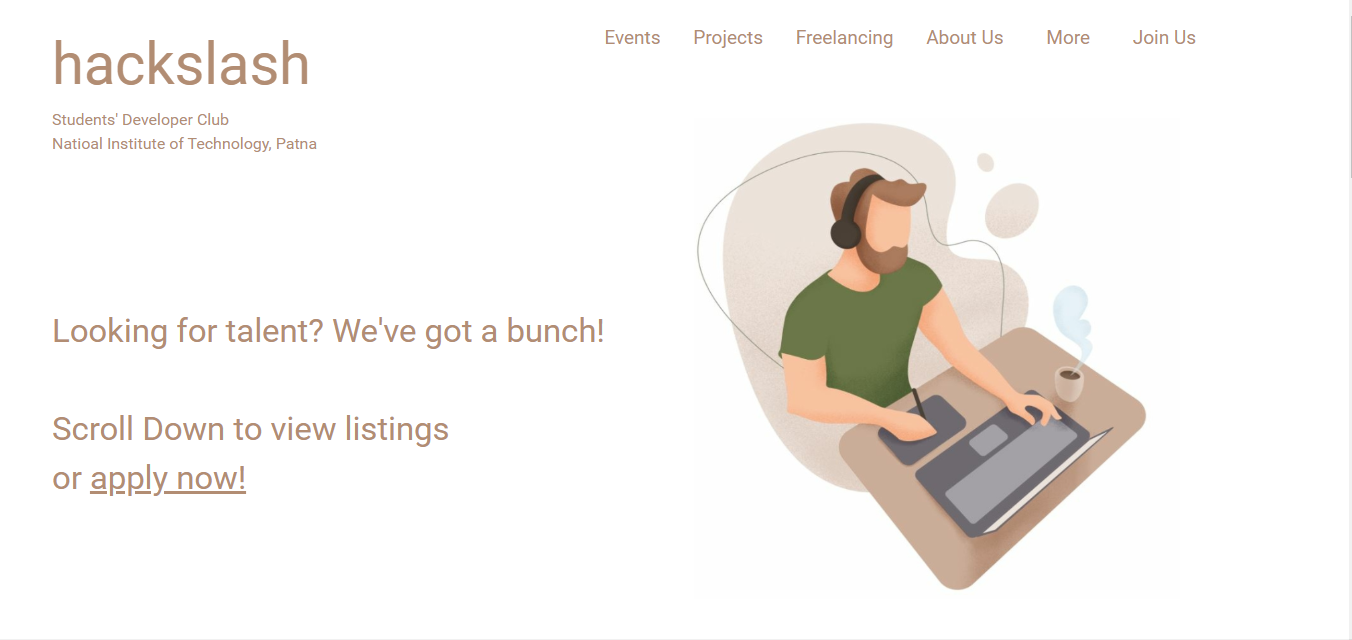 hackslash
Events Projects Freelancing About Us More Join Us
Students' Developer Club
Natioal Institute of Technology, Patna
Looking for talent? We've got a bunch!
Scroll Down to view listings
or apply now!